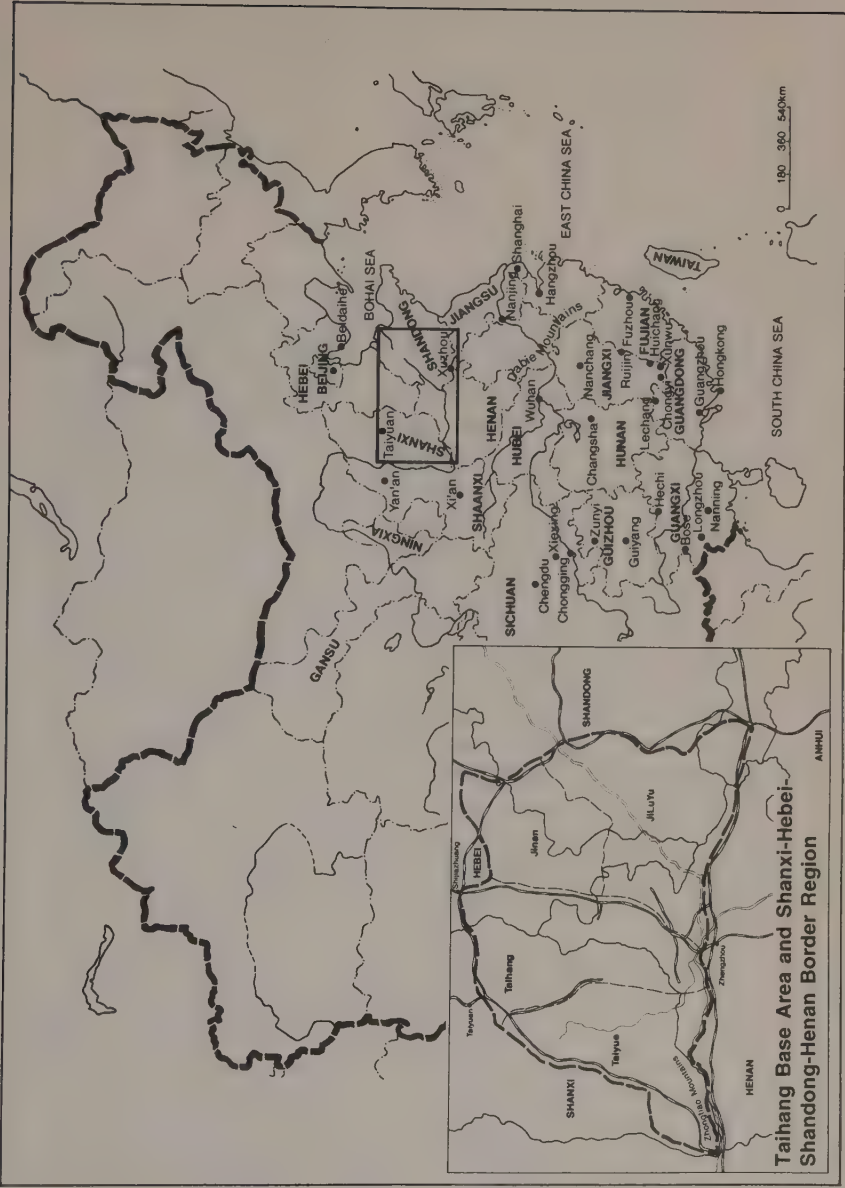 HEBEI
BEIJING
Beidaihe
BOHAI SEA
Taiyuan
SHANXI
SHANDONG
Xuzhou
JIANGSU
Yan'an
Xi'an
SHAANXI
NINGXIA
GANSU
HENAN
HUBEI
Wuhan
Dabie Mountains
Nanjing
Shanghai
Hangzhou
EAST CHINA SEA
SICHUAN
Chengdu
Chongqing
Xiexing
Zunyi
GUIZHOU
Guiyang
Changsha
HUNAN
Nanchang
JIANGXI
Ruijin
Fuzhou
FUJIAN
Huichang
Xunwu
Chongyi
Lechang
GUANGDONG
Guangzhou
Hongkong
Hechi
GUANGXI
Bose
Longzhou
Nanning
TAIWAN
SOUTH CHINA SEA
0 180 360 540km
Shijiazhuang
HEBEI
Taiyuan
Taihang
Jinan
SHANDONG
JiLuYu
SHANXI
Taiyue
Zhongtiao Mountains
Zhengzhou
HENAN
ANHUI
Taihang Base Area and Shanxi-Hebei-
Shandong-Henan Border Region